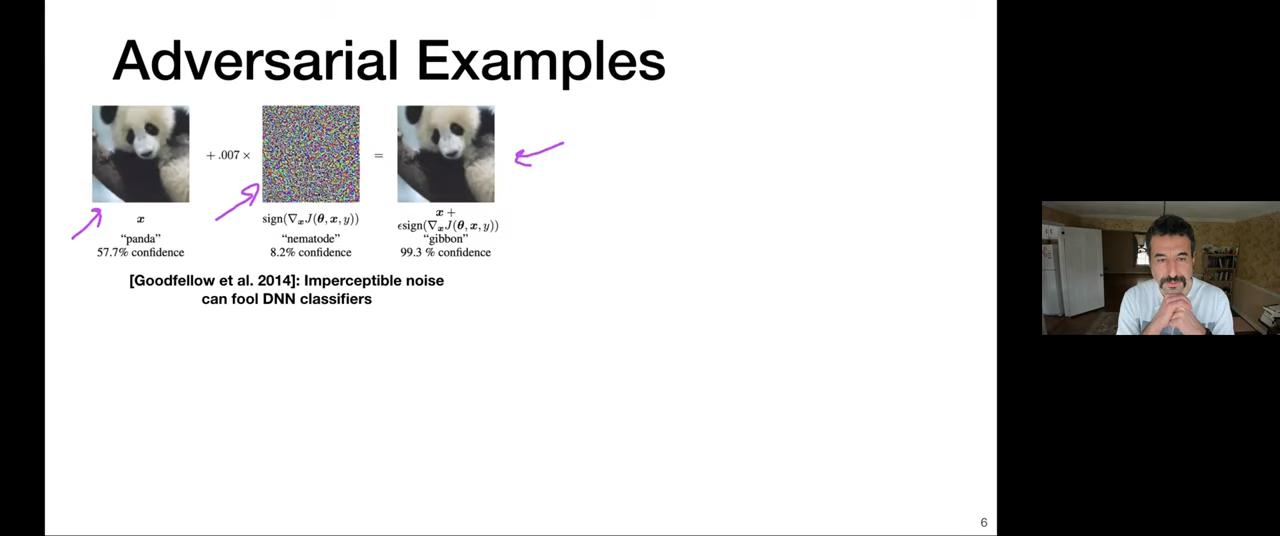 Adversarial Examples
+ .007 ×
=
x
sign(∇ₓJ(θ, x, y))
x +
ϵsign(∇ₓJ(θ, x, y))
“panda”
“nematode”
“gibbon”
57.7% confidence
8.2% confidence
99.3 % confidence
[Goodfellow et al. 2014]: Imperceptible noise
can fool DNN classifiers
6